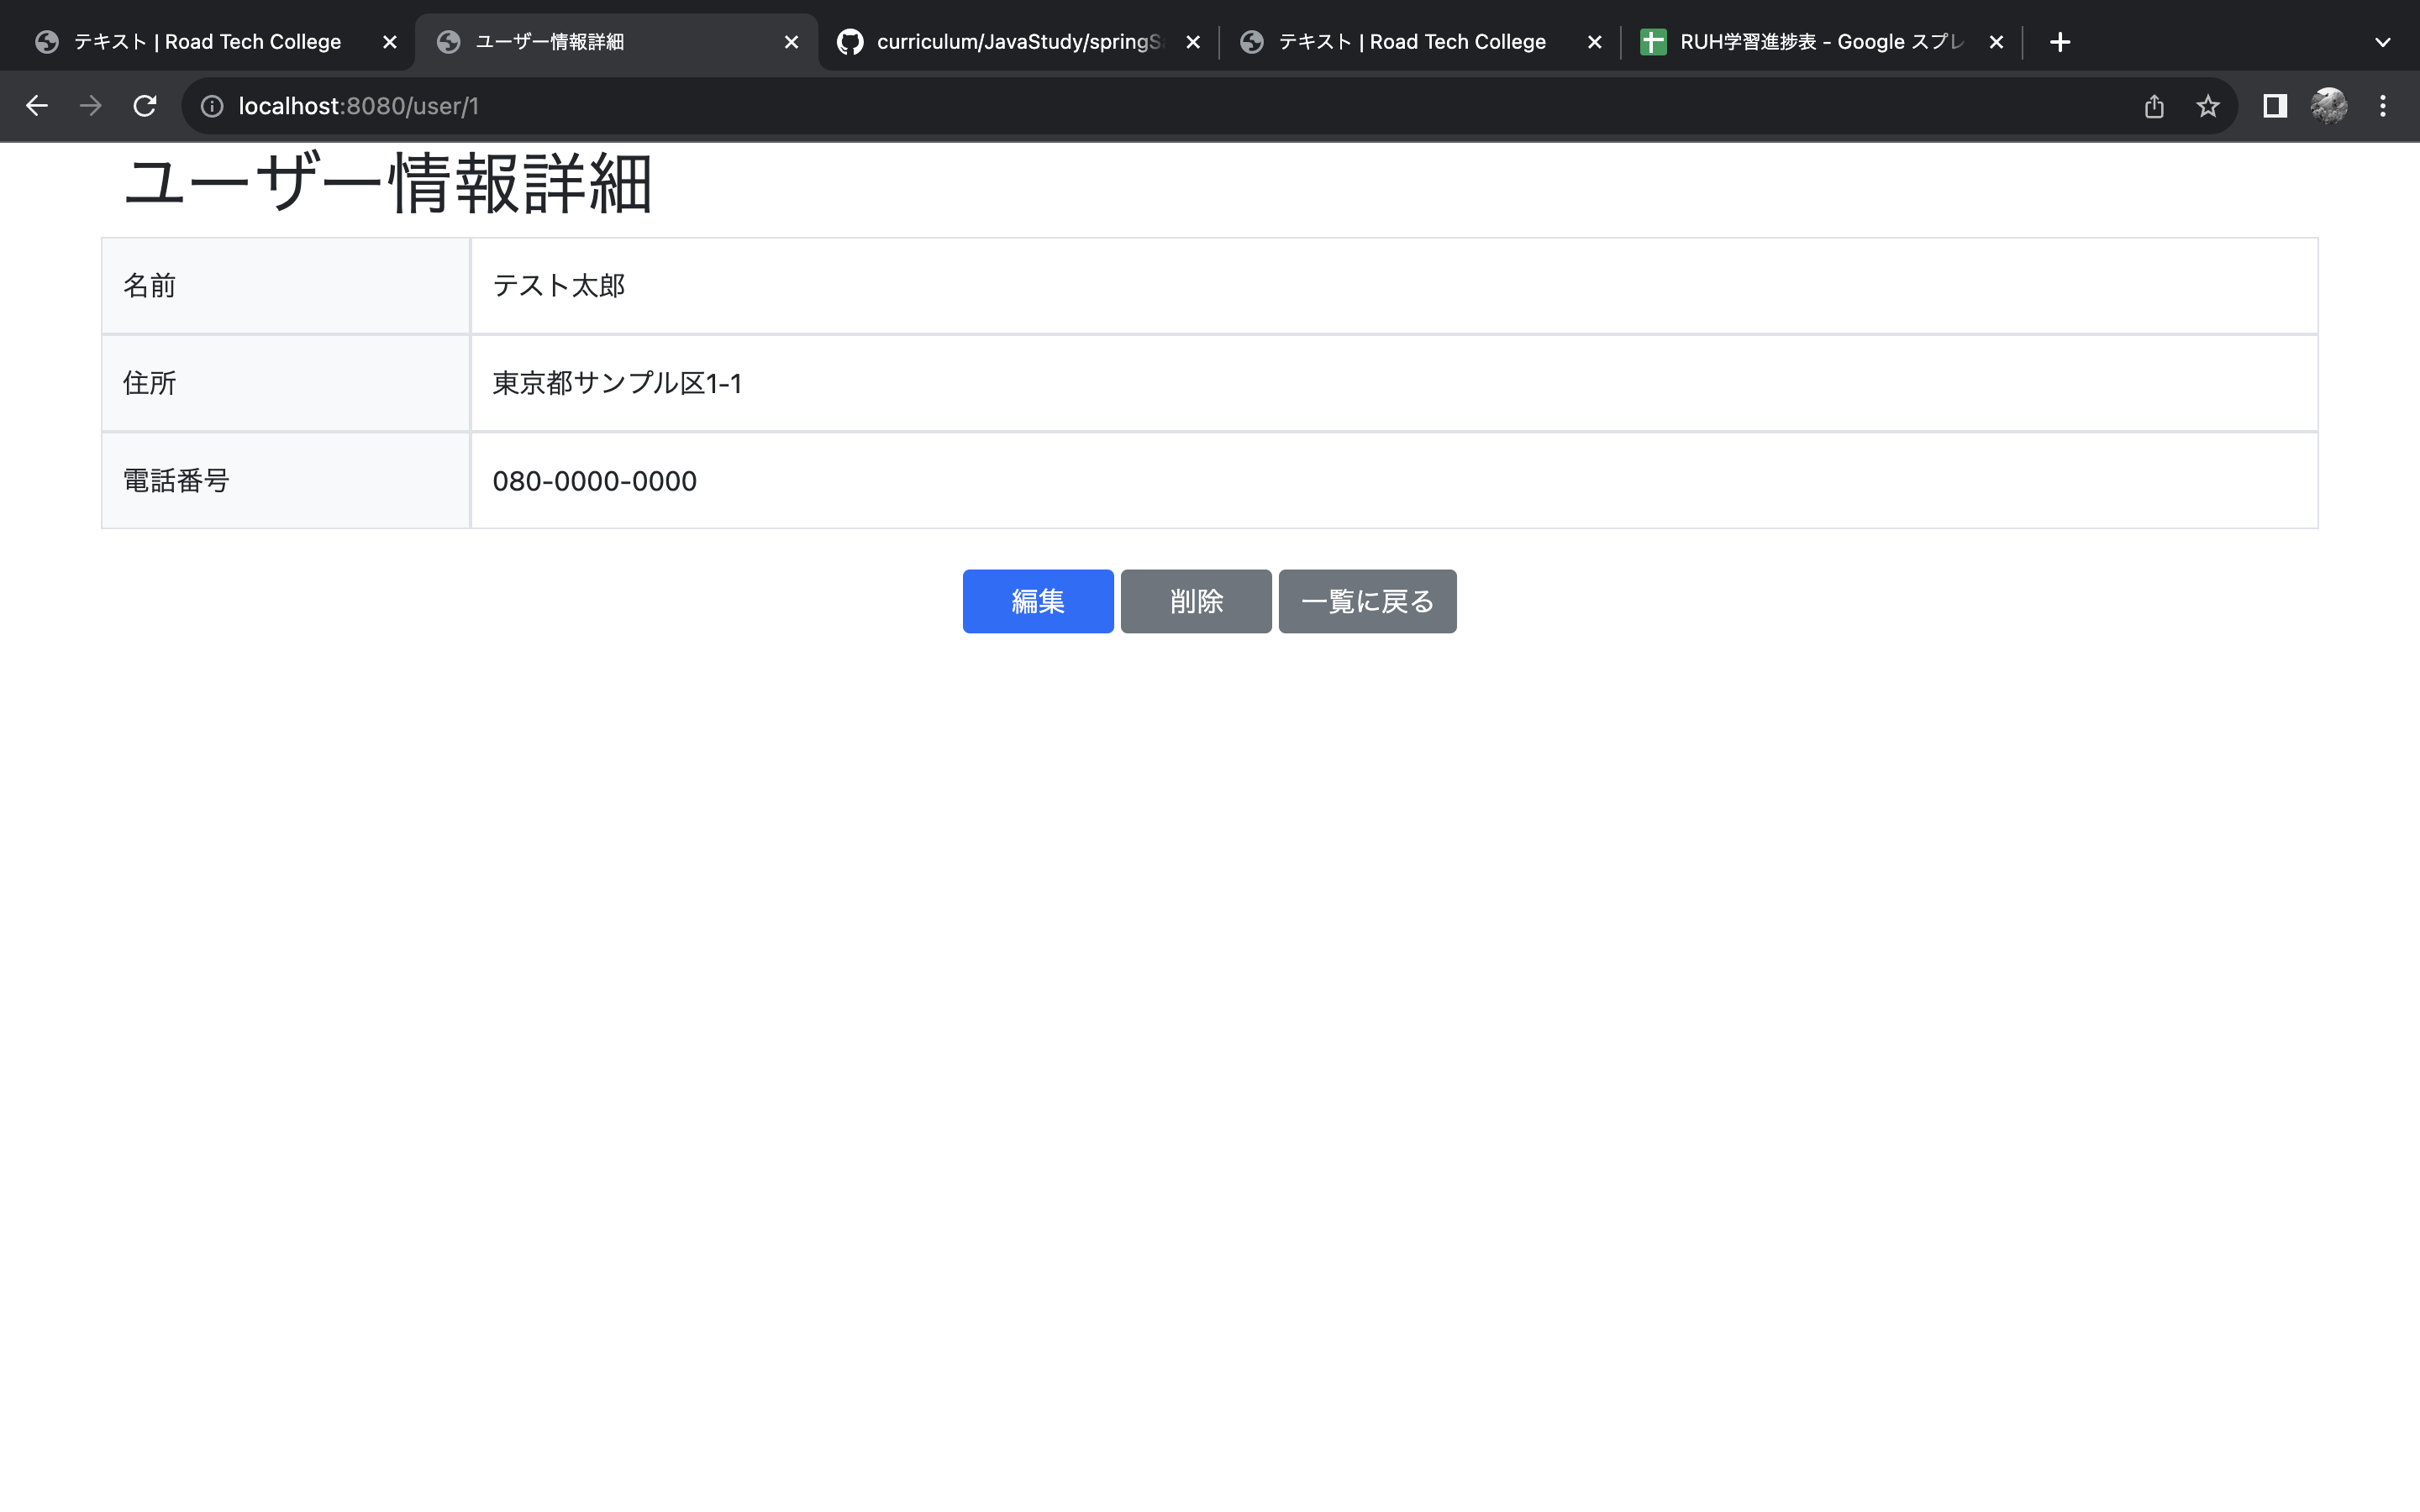 テキスト | Road Tech College
ユーザー情報詳細
curriculum/JavaStudy/springS
テキスト | Road Tech College
RUH学習進捗表 - Google スプレ
localhost:8080/user/1
ユーザー情報詳細
名前 テスト太郎
住所 東京都サンプル区1-1
電話番号 080-0000-0000
編集 削除 一覧に戻る